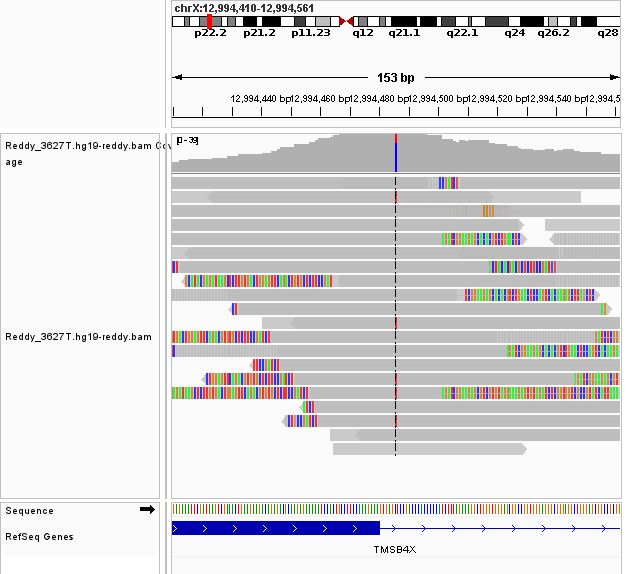 chrX:12,994,410-12,994,561
p22.2 p21.2 p11.23 q12 q21.1 q22.1 q24 q26.2 q28
153 bp
12,994,440 bp 12,994,460 bp 12,994,480 bp 12,994,500 bp 12,994,520 bp 12,994,540 bp 12,994,5
Reddy_3627T.hg19-reddy.bam Cov
age
[0-39]
Reddy_3627T.hg19-reddy.bam
Sequence
RefSeq Genes
TMSB4X